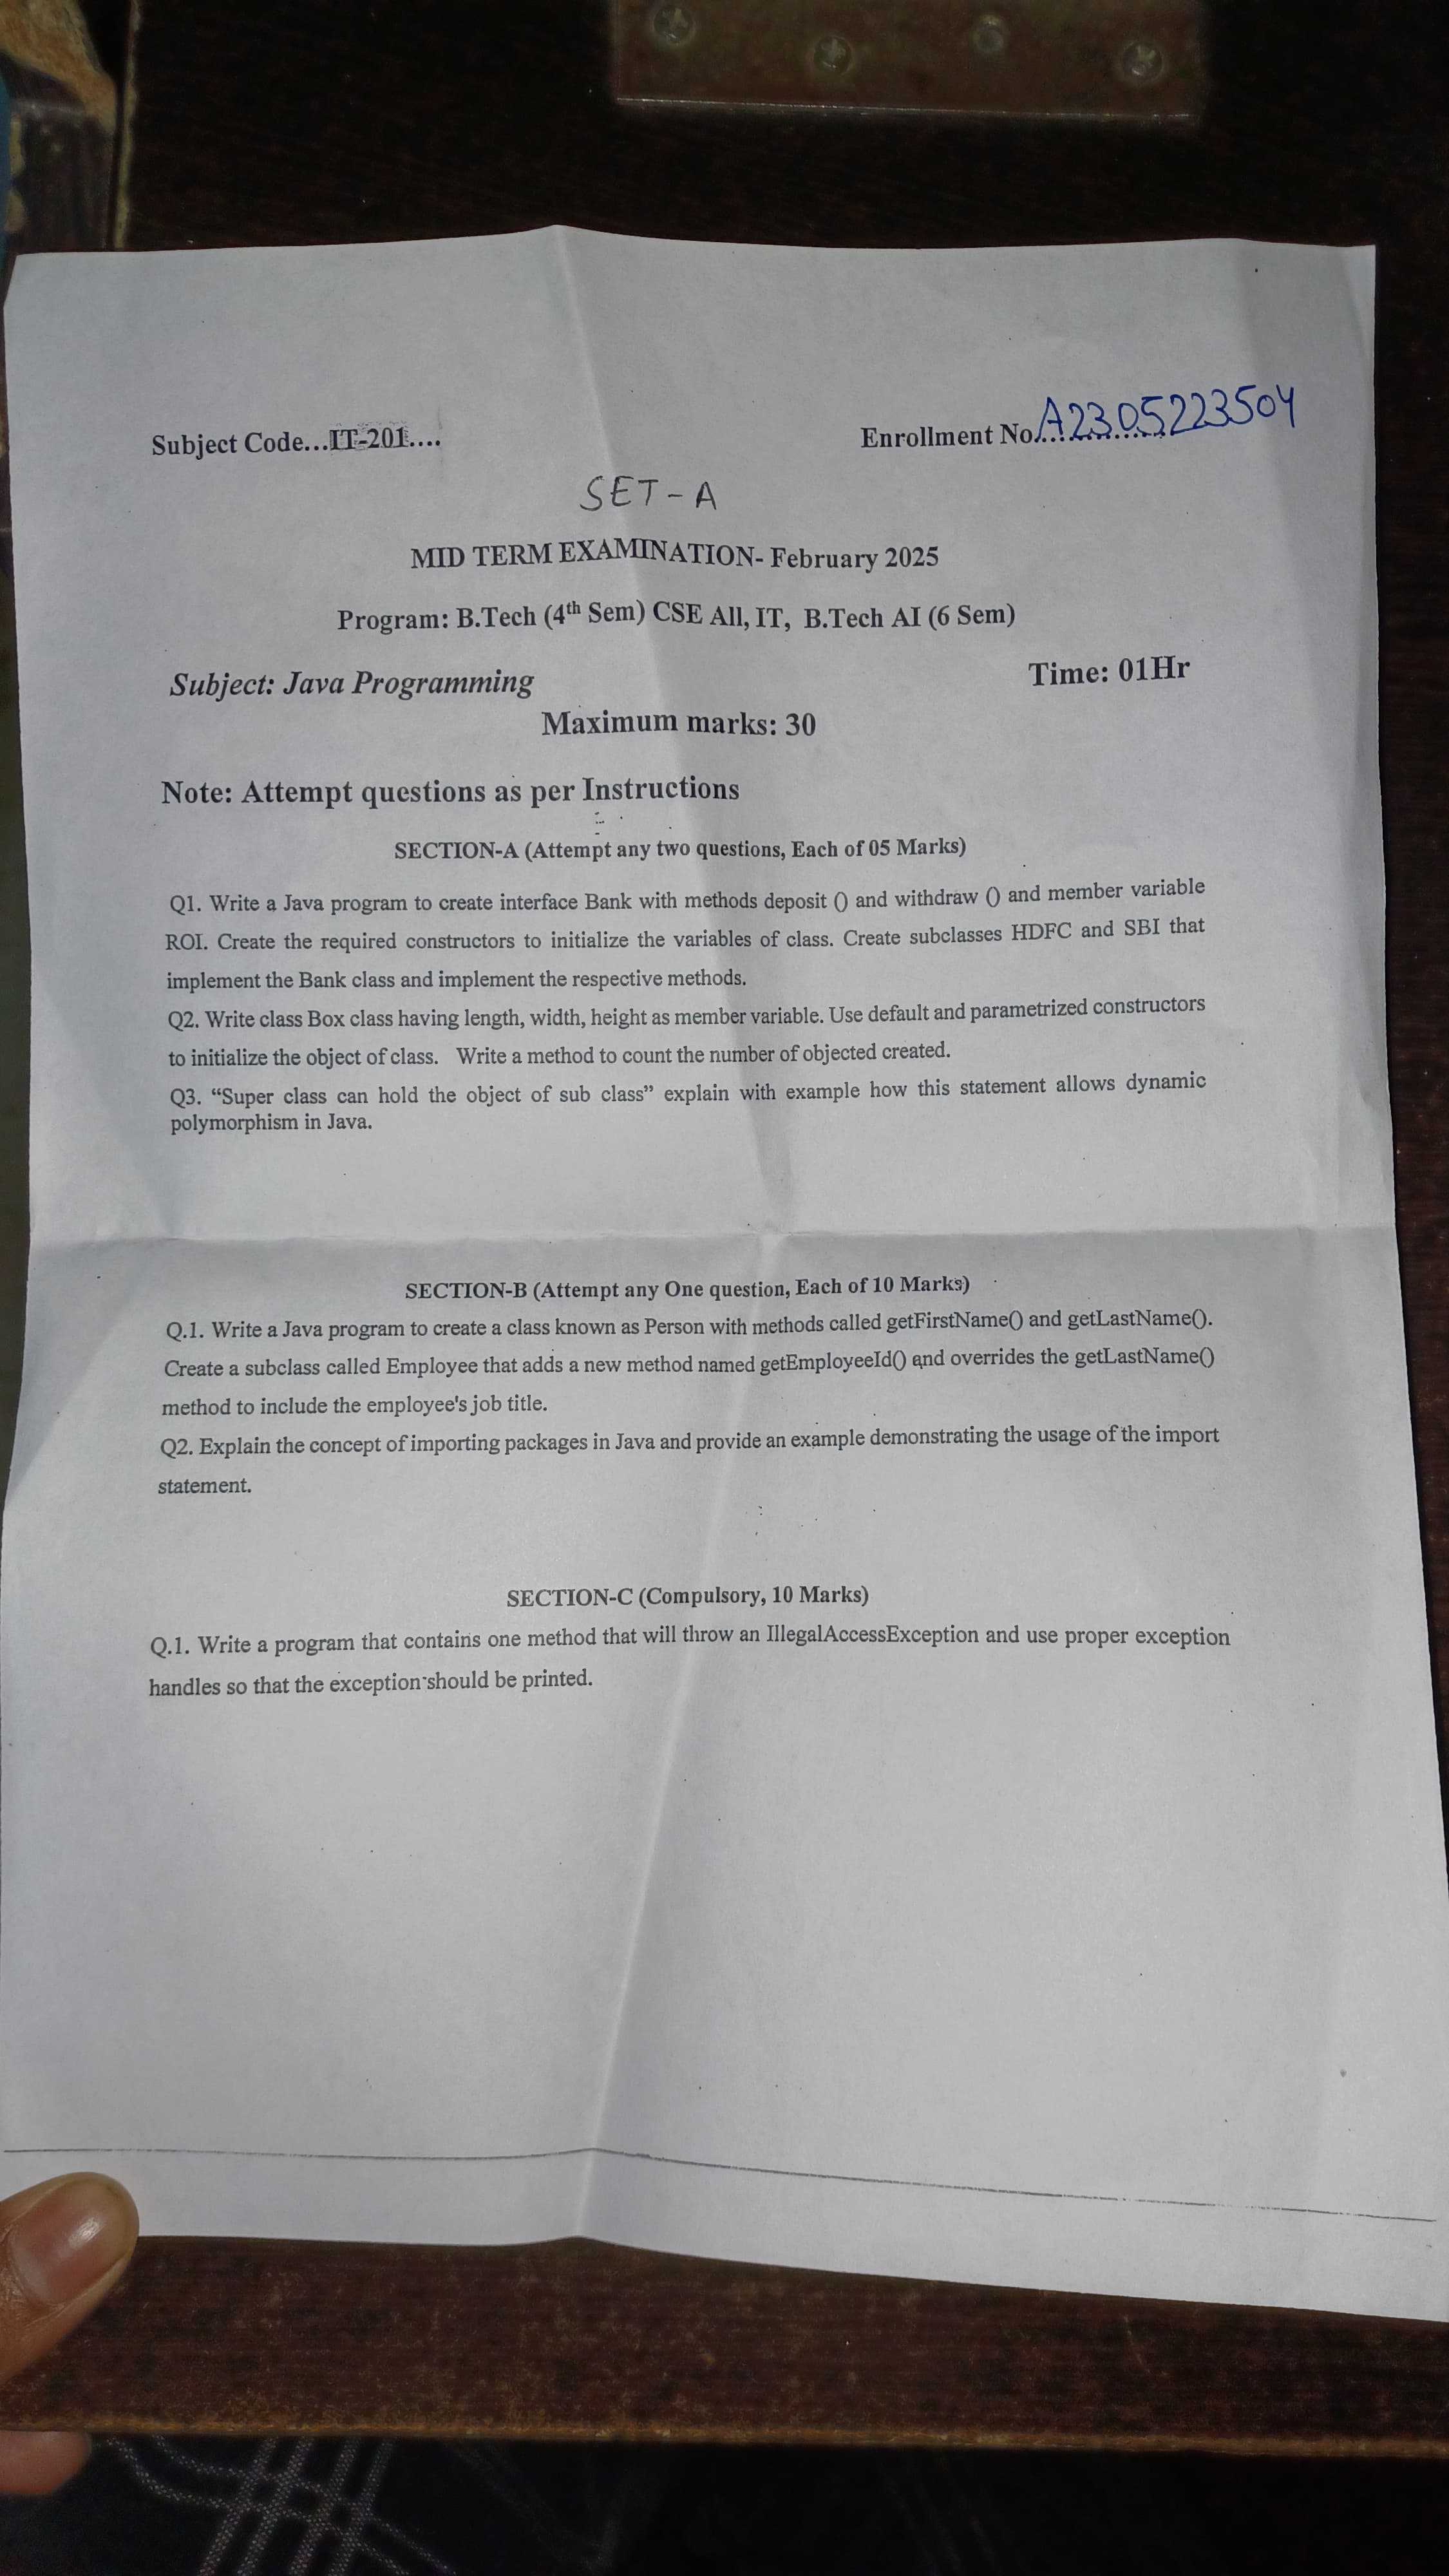 Subject Code...IT-201....
Enrollment No.A2305223504
SET-A
MID TERM EXAMINATION- February 2025
Program: B.Tech (4th Sem) CSE All, IT, B.Tech AI (6 Sem)
Subject: Java Programming
Time: 01Hr
Maximum marks: 30
Note: Attempt questions as per Instructions
SECTION-A (Attempt any two questions, Each of 05 Marks)
Q1. Write a Java program to create interface Bank with methods deposit () and withdraw () and member variable
ROI. Create the required constructors to initialize the variables of class. Create subclasses HDFC and SBI that
implement the Bank class and implement the respective methods.
Q2. Write class Box class having length, width, height as member variable. Use default and parametrized constructors
to initialize the object of class. Write a method to count the number of objected created.
Q3. “Super class can hold the object of sub class” explain with example how this statement allows dynamic
polymorphism in Java.
SECTION-B (Attempt any One question, Each of 10 Marks)
Q.1. Write a Java program to create a class known as Person with methods called getFirstName() and getLastName().
Create a subclass called Employee that adds a new method named getEmployeeId() and overrides the getLastName()
method to include the employee's job title.
Q2. Explain the concept of importing packages in Java and provide an example demonstrating the usage of the import
statement.
SECTION-C (Compulsory, 10 Marks)
Q.1. Write a program that contains one method that will throw an IllegalAccessException and use proper exception
handles so that the exception should be printed.